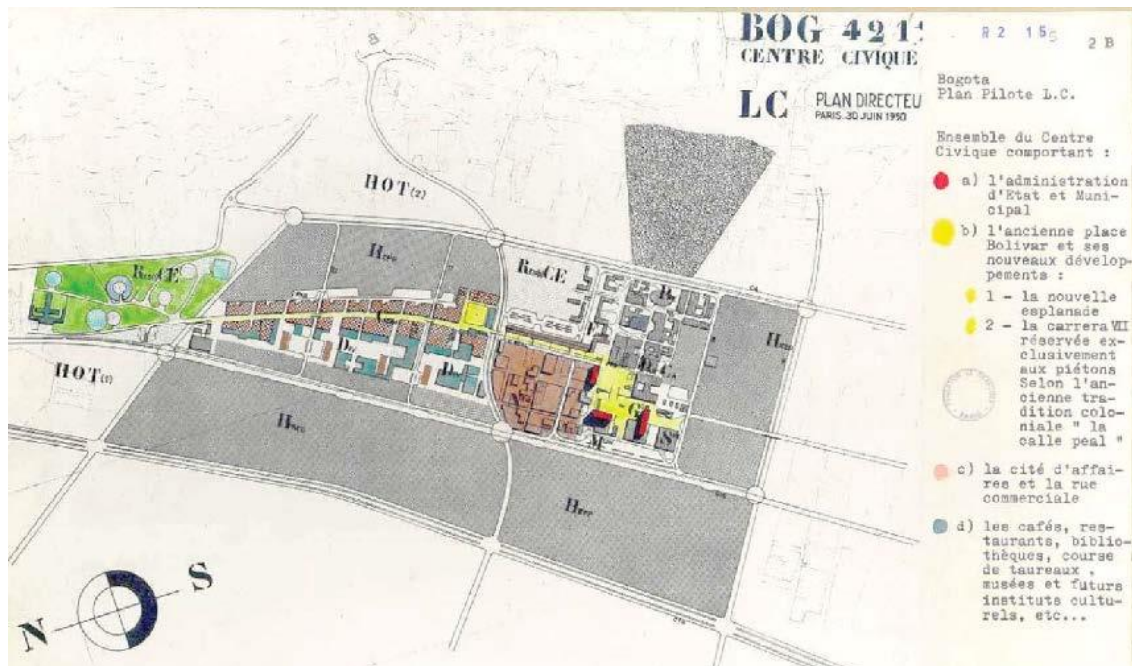 BOG 421
CENTRE CIVIQUE
LC PLAN DIRECTEU
PARIS. 30 JUIN 1950
R2 15
2 B
Bogota
Plan Pilote L.C.
Ensemble du Centre
Civique comportant :
a) l'administration
d'Etat et Muni-
cipal
b) l'ancienne place
Bolivar et ses
nouveaux dévelop-
pements :
1 - la nouvelle
esplanade
2 - la carrera VII
réservée ex-
clusivement
aux piétons
Selon l'an-
cienne tra-
dition colo-
niale " la
calle peal "
c) la cité d'affai-
res et la rue
commerciale
d) les cafés, res-
taurants, biblio-
thèques, course
de taureaux ,
musées et futurs
instituts cultu-
rels, etc...
HOT (2)
CE
CE
HOT (1)
H
H
H
H
M
N
S